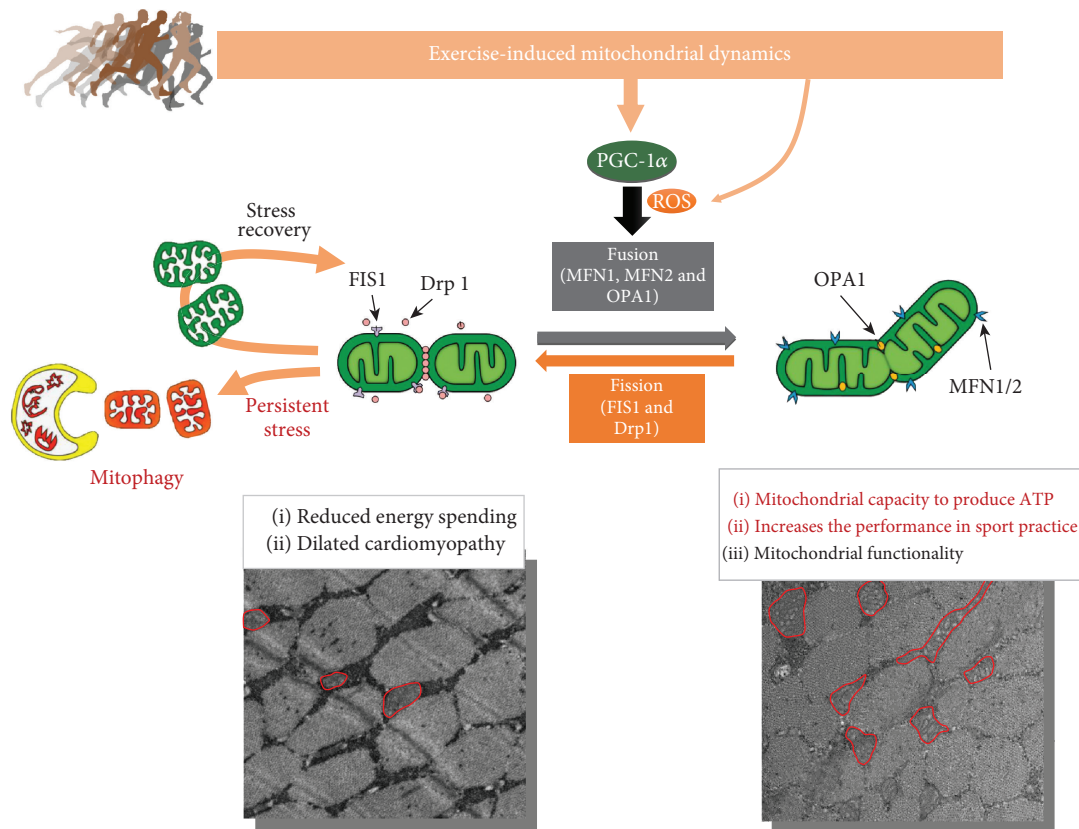 Exercise-induced mitochondrial dynamics
PGC-1α
ROS
Stress
recovery
Fusion
(MFN1, MFN2 and
OPA1)
FIS1
Drp 1
OPA1
MFN1/2
Fission
(FIS1 and
Drp1)
Persistent
stress
Mitophagy
(i) Reduced energy spending
(ii) Dilated cardiomyopathy
(i) Mitochondrial capacity to produce ATP
(ii) Increases the performance in sport practice
(iii) Mitochondrial functionality